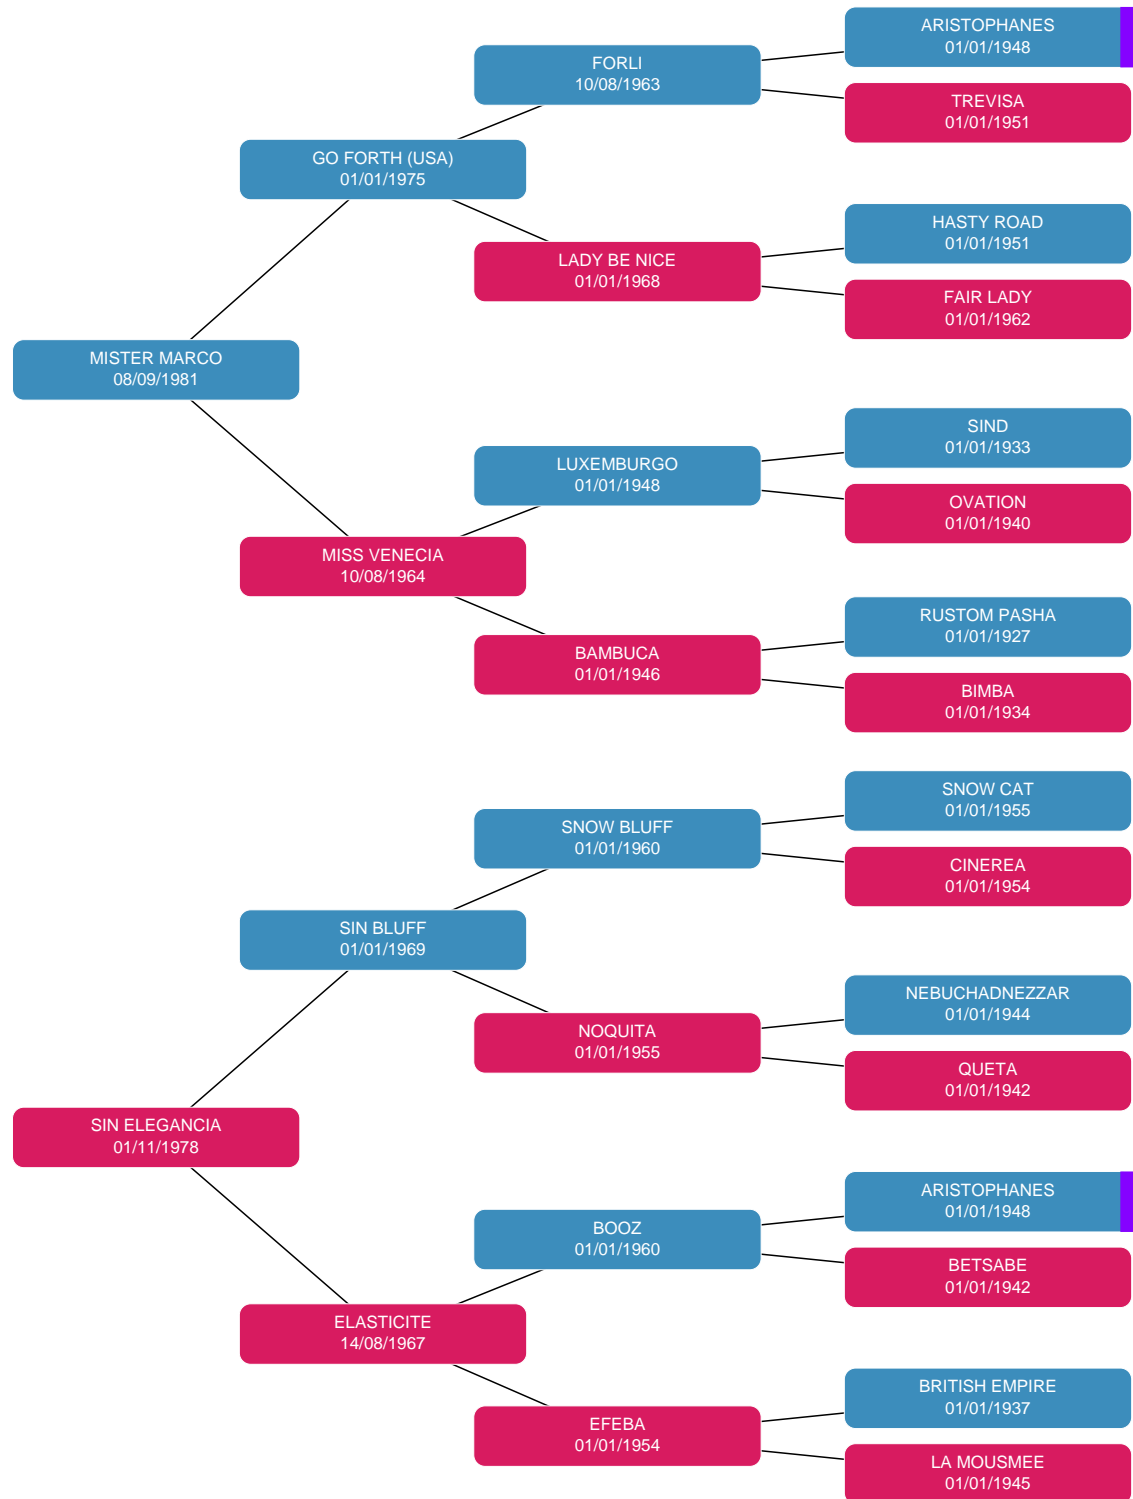 ARISTOPHANES
01/01/1948
FORLI
10/08/1963
TREVISA
01/01/1951
GO FORTH (USA)
01/01/1975
HASTY ROAD
01/01/1951
LADY BE NICE
01/01/1968
FAIR LADY
01/01/1962
MISTER MARCO
08/09/1981
SIND
01/01/1933
LUXEMBURGO
01/01/1948
OVATION
01/01/1940
MISS VENECIA
10/08/1964
RUSTOM PASHA
01/01/1927
BAMBUCA
01/01/1946
BIMBA
01/01/1934
SNOW CAT
01/01/1955
SNOW BLUFF
01/01/1960
CINEREA
01/01/1954
SIN BLUFF
01/01/1969
NEBUCHADNEZZAR
01/01/1944
NOQUITA
01/01/1955
QUETA
01/01/1942
SIN ELEGANCIA
01/11/1978
ARISTOPHANES
01/01/1948
BOOZ
01/01/1960
BETSABE
01/01/1942
ELASTICITE
14/08/1967
BRITISH EMPIRE
01/01/1937
EFEBA
01/01/1954
LA MOUSMEE
01/01/1945